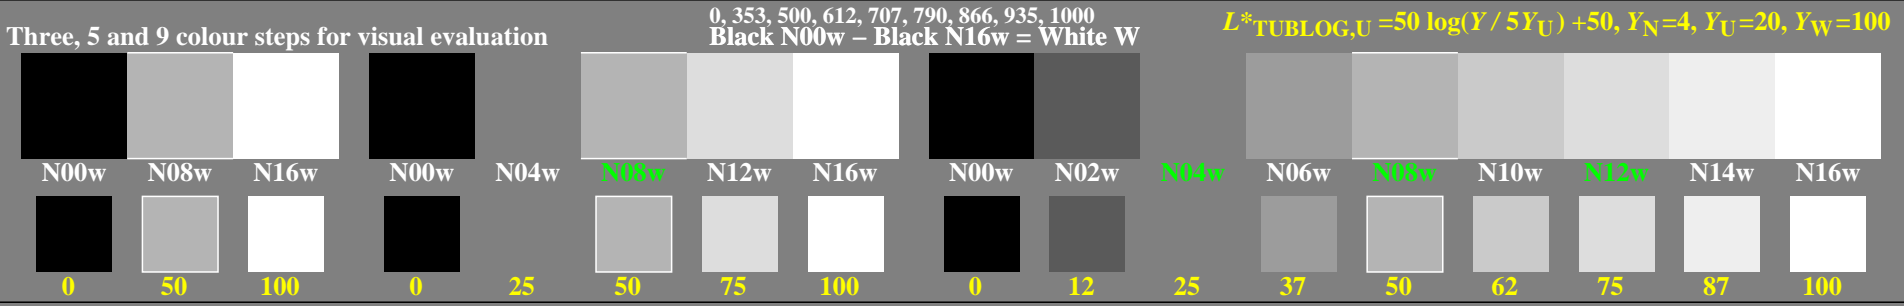 Three, 5 and 9 colour steps for visual evaluation
0, 353, 500, 612, 707, 790, 866, 935, 1000
Black N00w – Black N16w = White W
L*TUBLOG,U =50 log(Y / 5YU) +50, YN=4, YU=20, YW=100
N00w N08w N16w N00w N04w N08w N12w N16w N00w N02w N04w N06w N08w N10w N12w N14w N16w
0 50 100 0 25 50 75 100 0 12 25 37 50 62 75 87 100